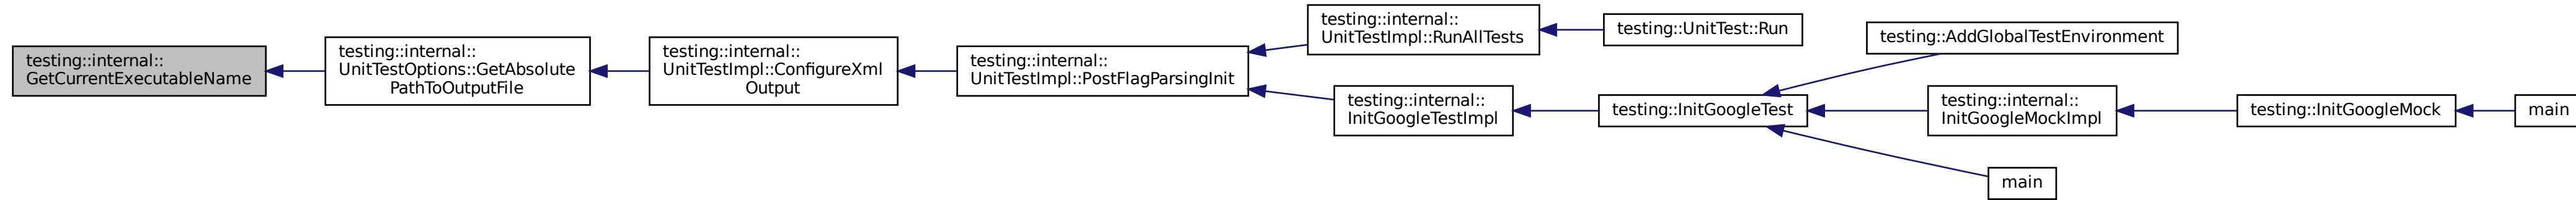 testing::internal::
GetCurrentExecutableName
testing::internal::
UnitTestOptions::GetAbsolute
PathToOutputFile
testing::internal::
UnitTestImpl::ConfigureXml
Output
testing::internal::
UnitTestImpl::PostFlagParsingInit
testing::internal::
UnitTestImpl::RunAllTests
testing::UnitTest::Run
testing::internal::
InitGoogleTestImpl
testing::InitGoogleTest
testing::AddGlobalTestEnvironment
testing::internal::
InitGoogleMockImpl
testing::InitGoogleMock
main
main